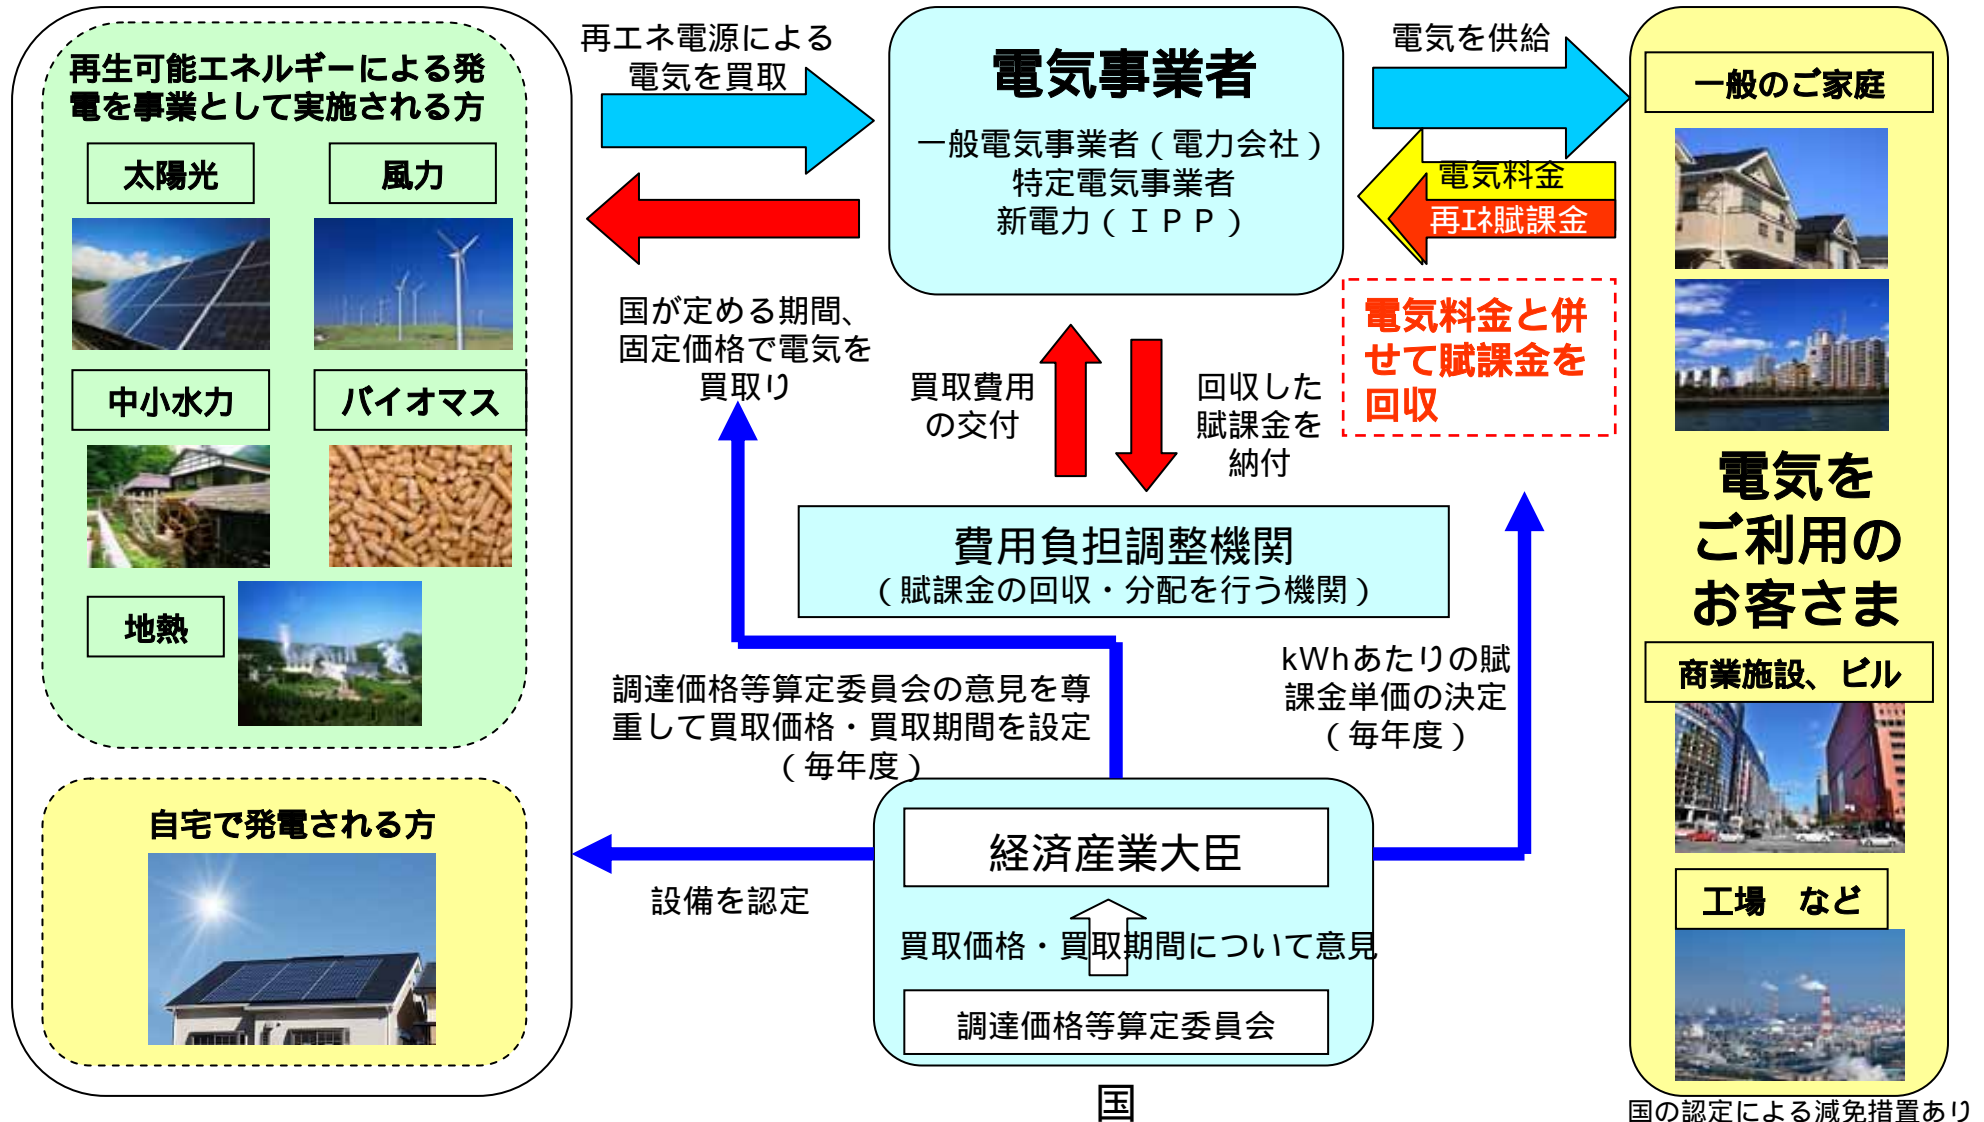 再生可能エネルギーによる発
電を事業として実施される方
太陽光
風力
中小水力
バイオマス
地熱
自宅で発電される方
再エネ電源による
電気を買取
国が定める期間、
固定価格で電気を
買取り
電気事業者
一般電気事業者（電力会社）
特定電気事業者
新電力（ＩＰＰ）
買取費用
の交付
回収した
賦課金を
納付
費用負担調整機関
（賦課金の回収・分配を行う機関）
調達価格等算定委員会の意見を尊
重して買取価格・買取期間を設定
（毎年度）
設備を認定
経済産業大臣
買取価格・買取期間について意見
調達価格等算定委員会
国
電気を供給
電気料金
再ｴﾈ賦課金
電気料金と併
せて賦課金を
回収
kWhあたりの賦
課金単価の決定
（毎年度）
一般のご家庭
電気を
ご利用の
お客さま
商業施設、ビル
工場　など
国の認定による減免措置あり